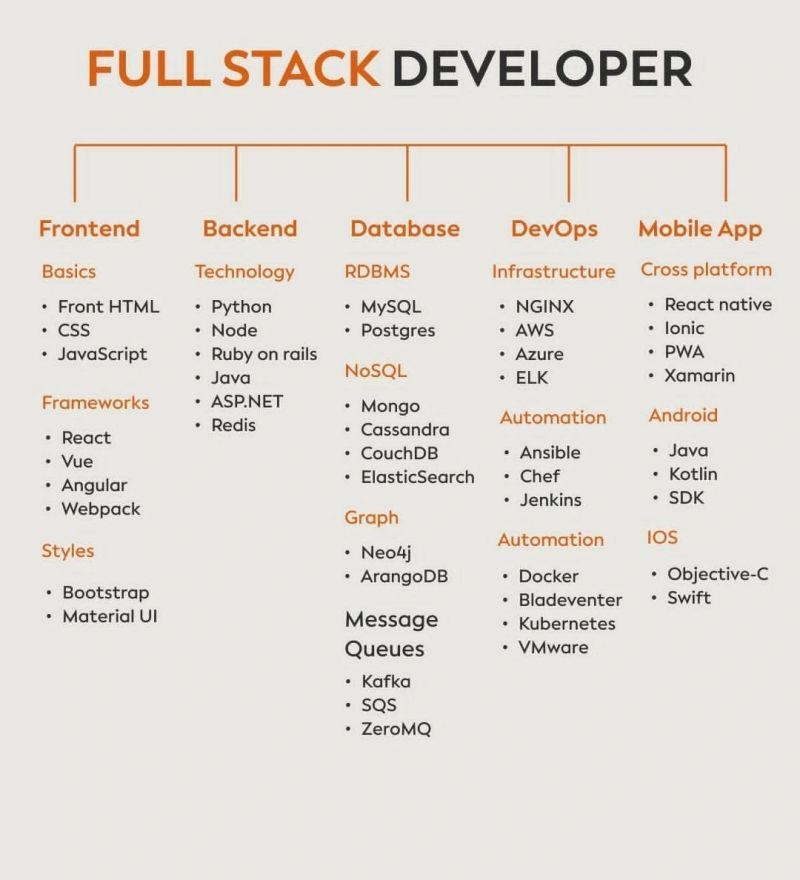 FULL STACK DEVELOPER
Frontend
Basics
• Front HTML
• CSS
• JavaScript
Frameworks
• React
• Vue
• Angular
• Webpack
Styles
• Bootstrap
• Material UI
Backend
Technology
• Python
• Node
• Ruby on rails
• Java
• ASP.NET
• Redis
Database
RDBMS
• MySQL
• Postgres
NoSQL
• Mongo
• Cassandra
• CouchDB
• ElasticSearch
Graph
• Neo4j
• ArangoDB
Message
Queues
• Kafka
• SQS
• ZeroMQ
DevOps
Infrastructure
• NGINX
• AWS
• Azure
• ELK
Automation
• Ansible
• Chef
• Jenkins
Automation
• Docker
• Bladeventer
• Kubernetes
• VMware
Mobile App
Cross platform
• React native
• Ionic
• PWA
• Xamarin
Android
• Java
• Kotlin
• SDK
IOS
• Objective-C
• Swift